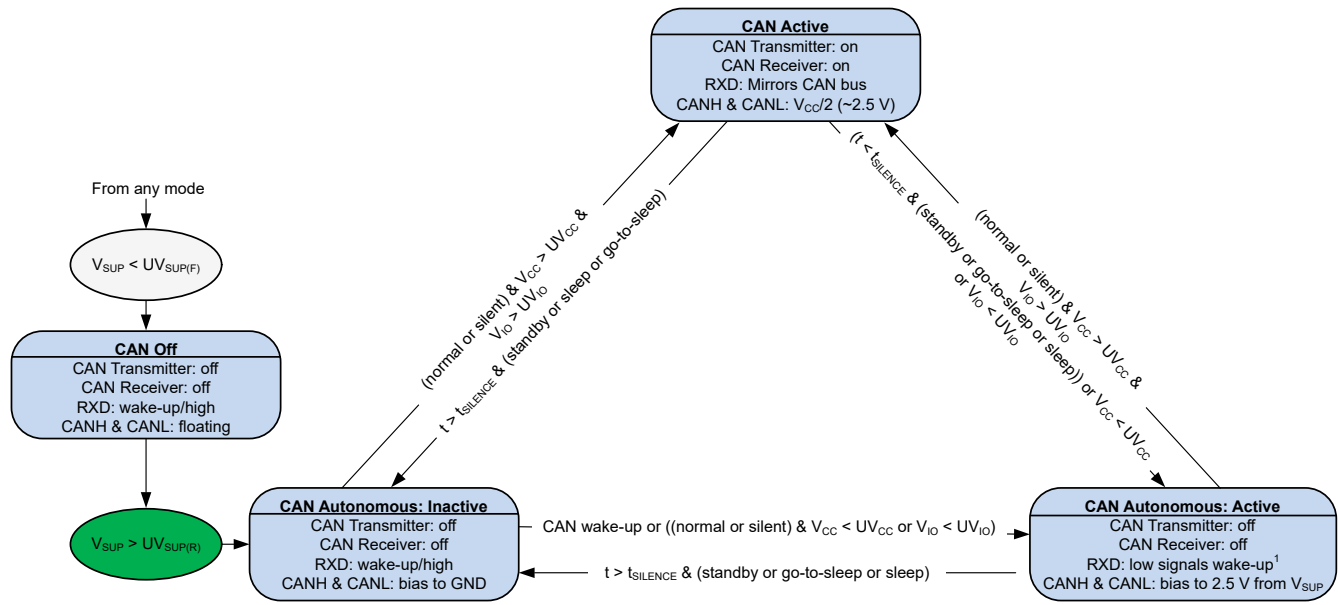 CAN Active
CAN Transmitter: on
CAN Receiver: on
RXD: Mirrors CAN bus
CANH & CANL: VCC/2 (~2.5 V)
From any mode
VSUP < UVSUP(F)
CAN Off
CAN Transmitter: off
CAN Receiver: off
RXD: wake-up/high
CANH & CANL: floating
VSUP > UVSUP(R)
(normal or silent) & VCC > UVCC &
VIO > UVIO
t > tSILENCE & (standby or sleep or go-to-sleep)
(t < tSILENCE & (standby or go-to-sleep or sleep)) or VCC < UVCC
or VIO < UVIO
(normal or silent) & VCC > UVCC &
VIO > UVIO
CAN Autonomous: Inactive
CAN Transmitter: off
CAN Receiver: off
RXD: wake-up/high
CANH & CANL: bias to GND
CAN wake-up or ((normal or silent) & VCC < UVCC or VIO < UVIO)
t > tSILENCE & (standby or go-to-sleep or sleep)
CAN Autonomous: Active
CAN Transmitter: off
CAN Receiver: off
RXD: low signals wake-up1
CANH & CANL: bias to 2.5 V from VSUP